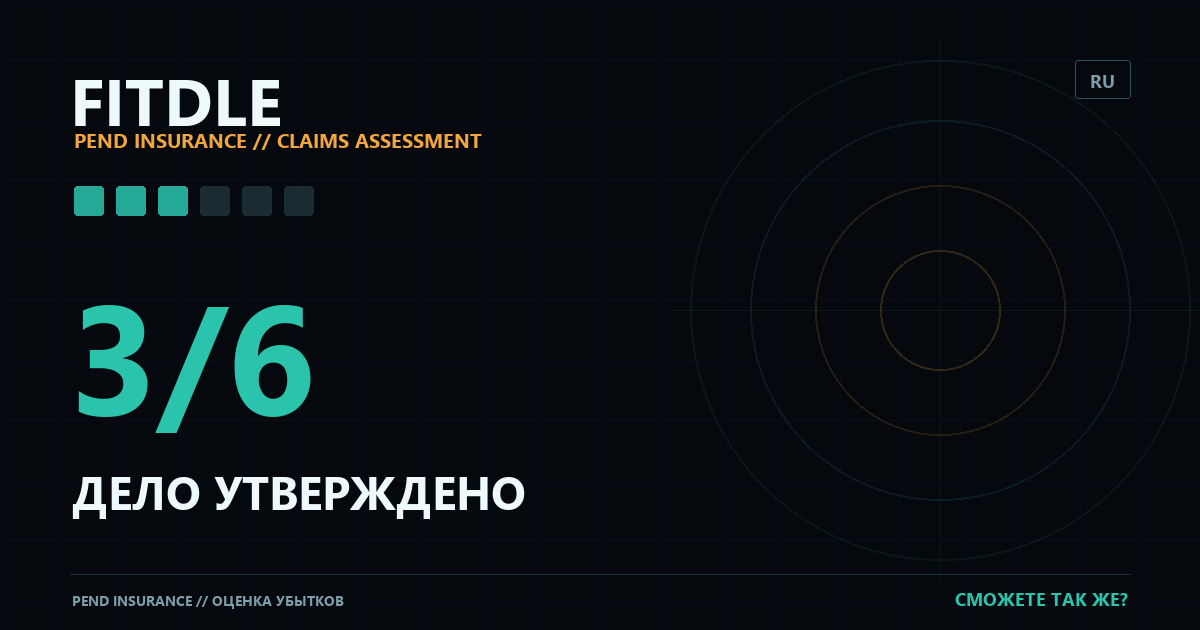 FITDLE
RU
PEND INSURANCE // CLAIMS ASSESSMENT
3/6
ДЕЛО УТВЕРЖДЕНО
PEND INSURANCE // ОЦЕНКА УБЫТКОВ
СМОЖЕТЕ ТАК ЖЕ?